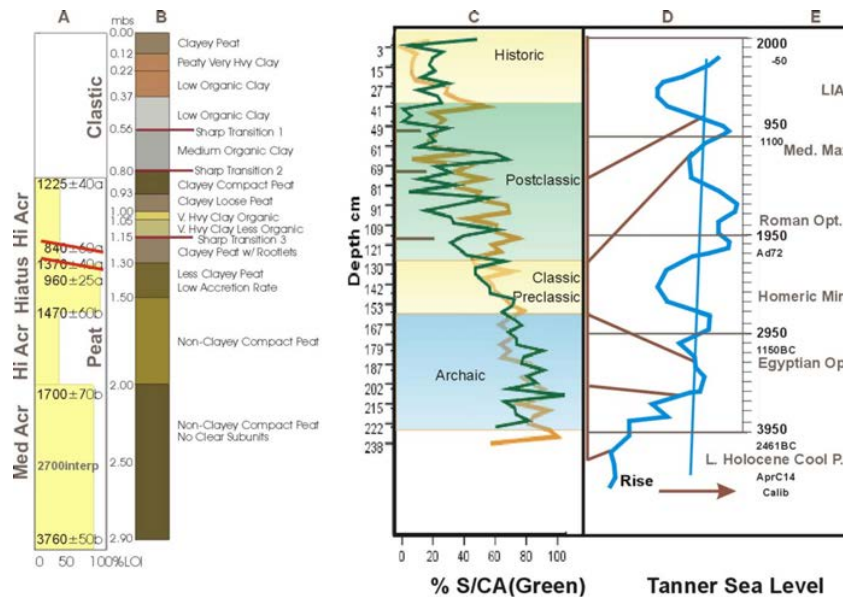 A
mbs
B
C
D
E
0.00
0.12
0.22
0.37
0.56
0.80
0.93
1.00
1.05
1.15
1.30
1.50
2.00
2.50
2.90
Clayey Peat
Peaty Very Hvy Clay
Low Organic Clay
Low Organic Clay
Sharp Transition 1
Medium Organic Clay
Sharp Transition 2
Clayey Compact Peat
Clayey Loose Peat
V. Hvy Clay Organic
V. Hvy Clay Less Organic
Sharp Transition 3
Clayey Peat w/ Rootlets
Less Clayey Peat
Low Accretion Rate
Non-Clayey Compact Peat
Non-Clayey Compact Peat
No Clear Subunits
Clastic
Peat
Hi Acr
Hiatus
Hi Acr
Med Acr
1225±40a
840±60a
1370±40a
960±25a
1470±60b
1700±70b
2700interp
3760±50b
0 50 100%LOI
Depth cm
3
15
27
41
49
61
69
81
91
109
121
130
142
153
167
179
187
202
215
222
238
Historic
Postclassic
Classic
Preclassic
Archaic
0 20 40 60 80 100
% S/CA(Green)
2000
-50
LIA
950
1100
Med. Max
Roman Opt.
1950
Ad72
Homeric Min
2950
1150BC
Egyptian Op
3950
2461BC
L. Holocene Cool P.
AprC14
Calib
Rise
Tanner Sea Level